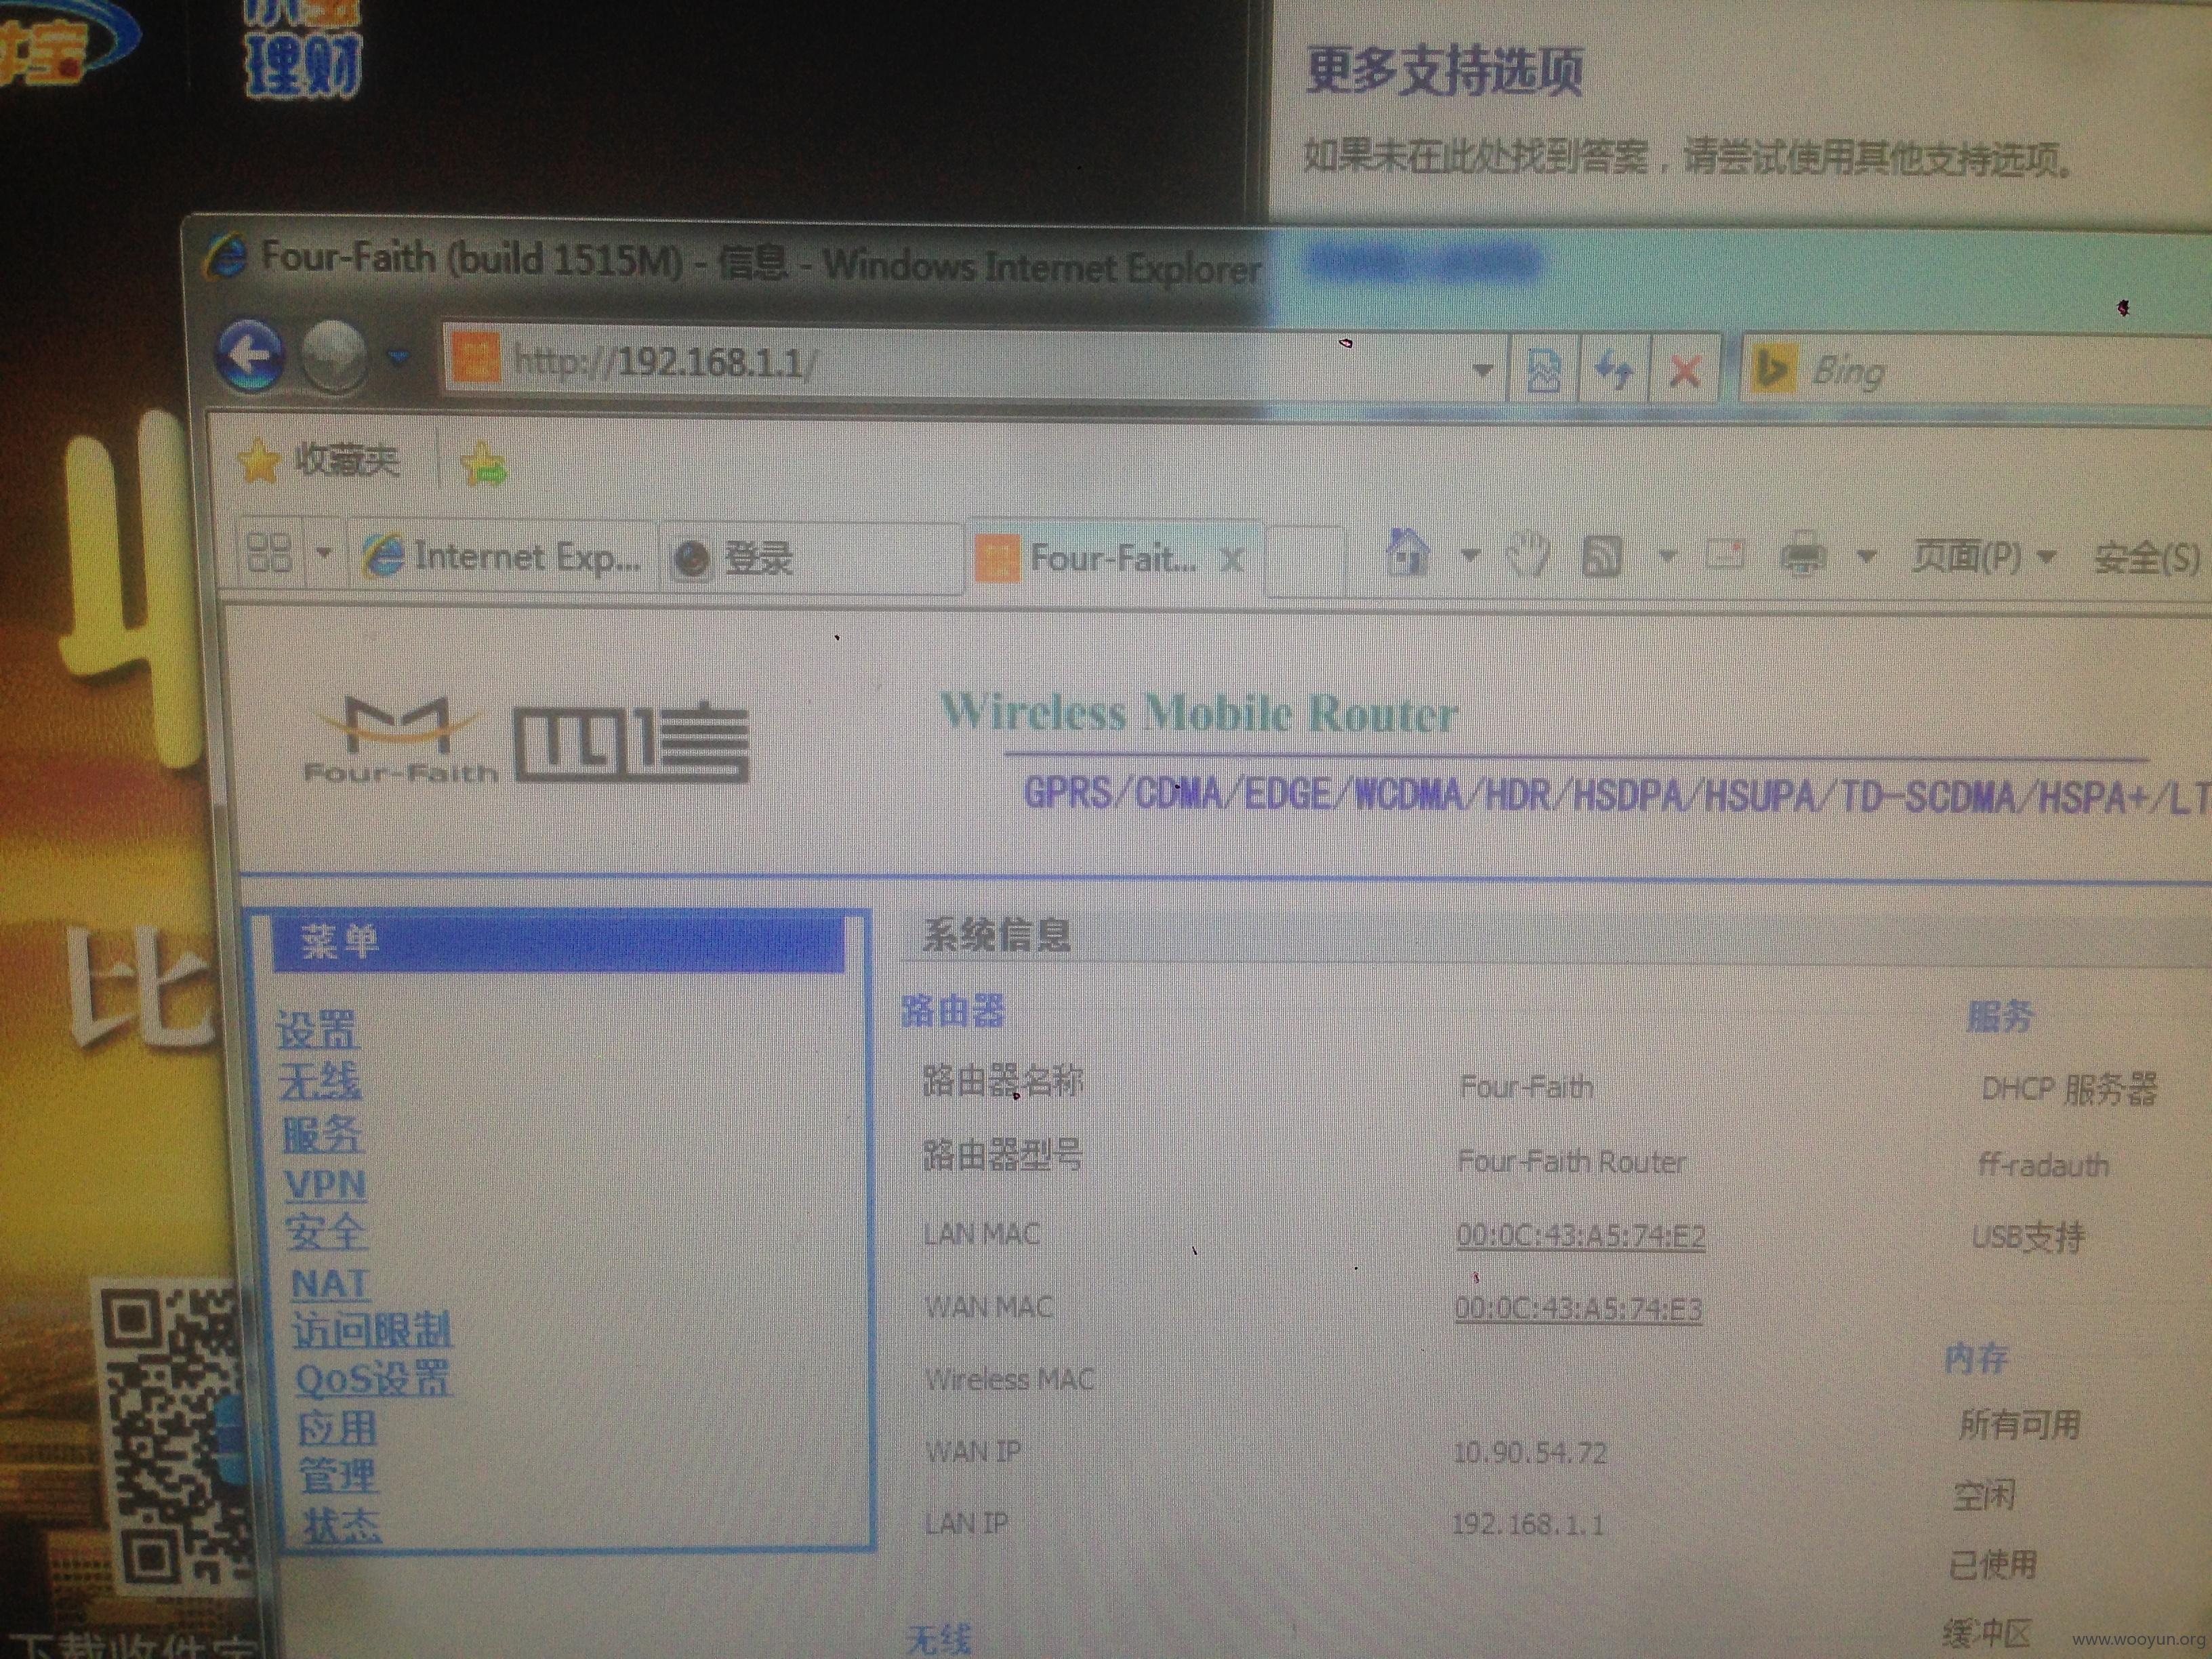 理财
更多支持选项
如果未在此处找到答案，请尝试使用其他支持选项。
Four-Faith (build 1515M) - 信息 - Windows Internet Explorer
http://192.168.1.1/
Bing
收藏夹
Internet Exp...
登录
Four-Fait...
页面(P)
安全(S)
Four-Faith 四信
Wireless Mobile Router
GPRS/CDMA/EDGE/WCDMA/HDR/HSDPA/HSUPA/TD-SCDMA/HSPA+/LT
菜单
设置
无线
服务
VPN
安全
NAT
访问限制
QoS设置
应用
管理
状态
系统信息
路由器
路由器名称 Four-Faith
路由器型号 Four-Faith Router
LAN MAC 00:0C:43:A5:74:E2
WAN MAC 00:0C:43:A5:74:E3
Wireless MAC
WAN IP 10.90.54.72
LAN IP 192.168.1.1
无线
服务
DHCP 服务器
ff-radauth
USB支持
内存
所有可用
空闲
已使用
缓冲区
比
下载收件宝
www.wooyun.org